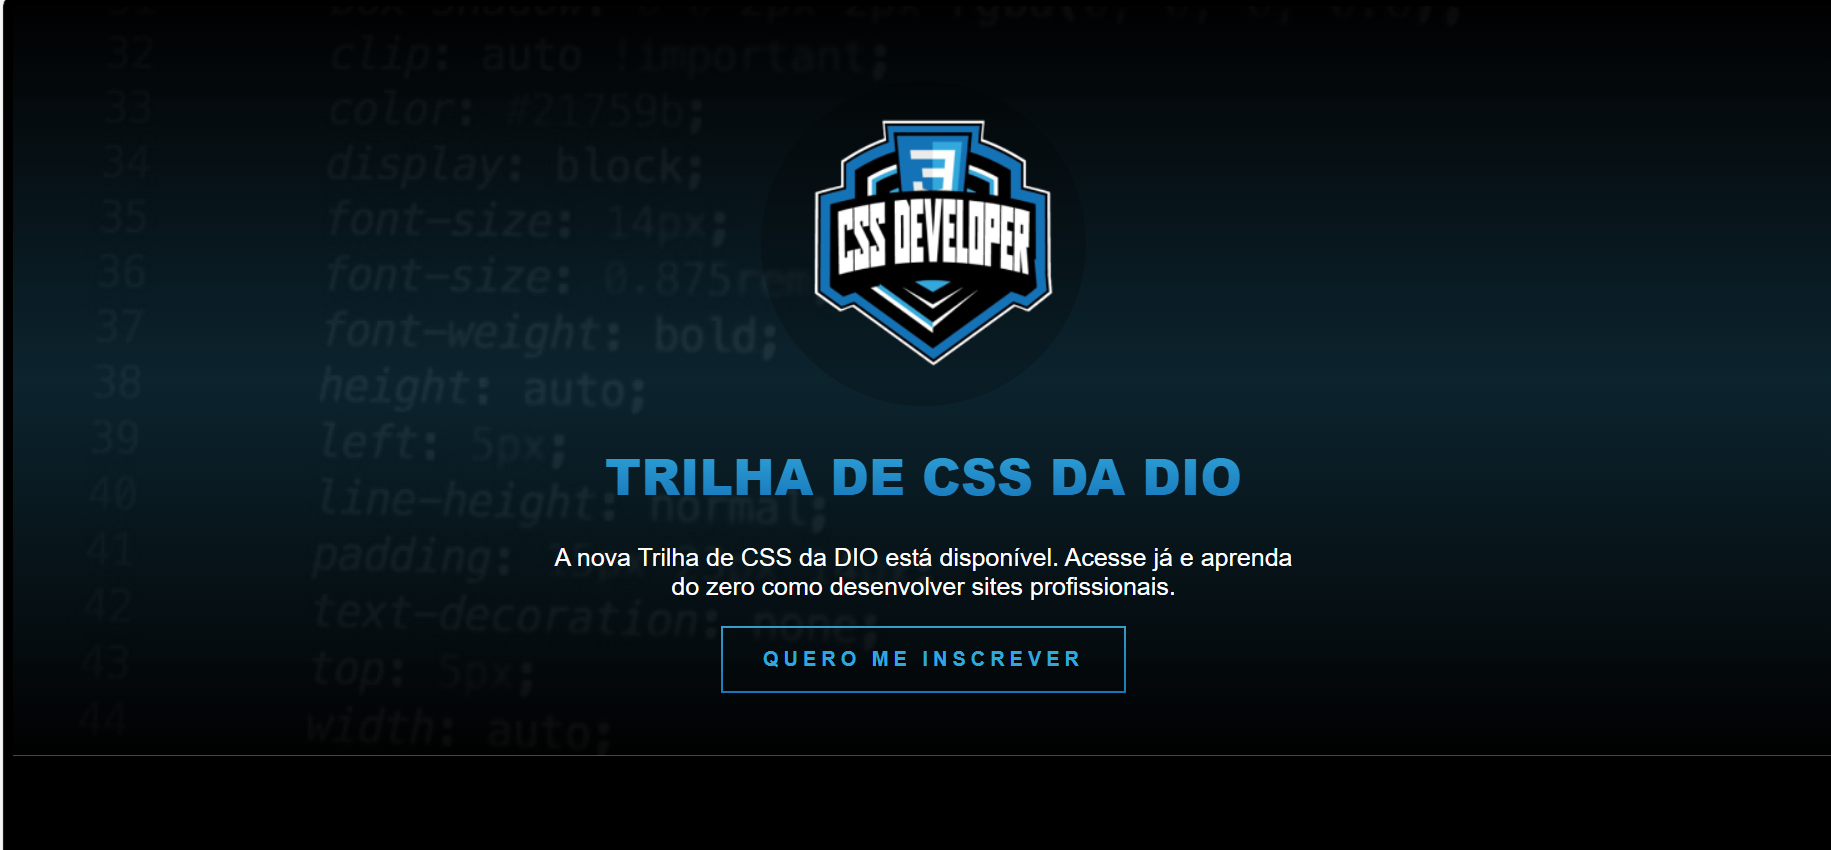 32 clip: auto !important;
33 color: #21759b;
34 display: block;
35 font-size: 14px;
36 font-size: 0.875rem
37 font-weight: bold;
38 height: auto;
39 left: 5px;
40 line-height: normal;
41 padding:
42 text-decoration: none;
43 top: 5px;
44 width: auto;
3
CSS DEVELOPER
TRILHA DE CSS DA DIO
A nova Trilha de CSS da DIO está disponível. Acesse já e aprenda
do zero como desenvolver sites profissionais.
QUERO ME INSCREVER